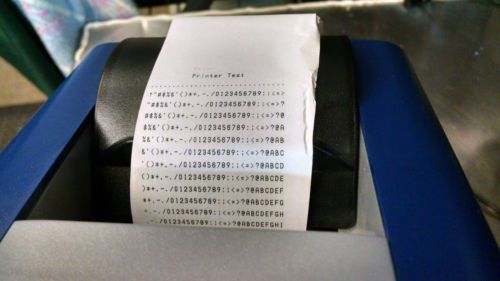 Printer Test
- - - - - - - - - - - - - - - - - - - - - - - -
!"#$%&'()*+,-./0123456789:;<=>
"#$%&'()*+,-./0123456789:;<=>?
#$%&'()*+,-./0123456789:;<=>?@
$%&'()*+,-./0123456789:;<=>?@A
%&'()*+,-./0123456789:;<=>?@AB
&'()*+,-./0123456789:;<=>?@ABC
'()*+,-./0123456789:;<=>?@ABCD
()*+,-./0123456789:;<=>?@ABCDE
)*+,-./0123456789:;<=>?@ABCDEF
*+,-./0123456789:;<=>?@ABCDEFG
+,-./0123456789:;<=>?@ABCDEFGH
,-./0123456789:;<=>?@ABCDEFGHI